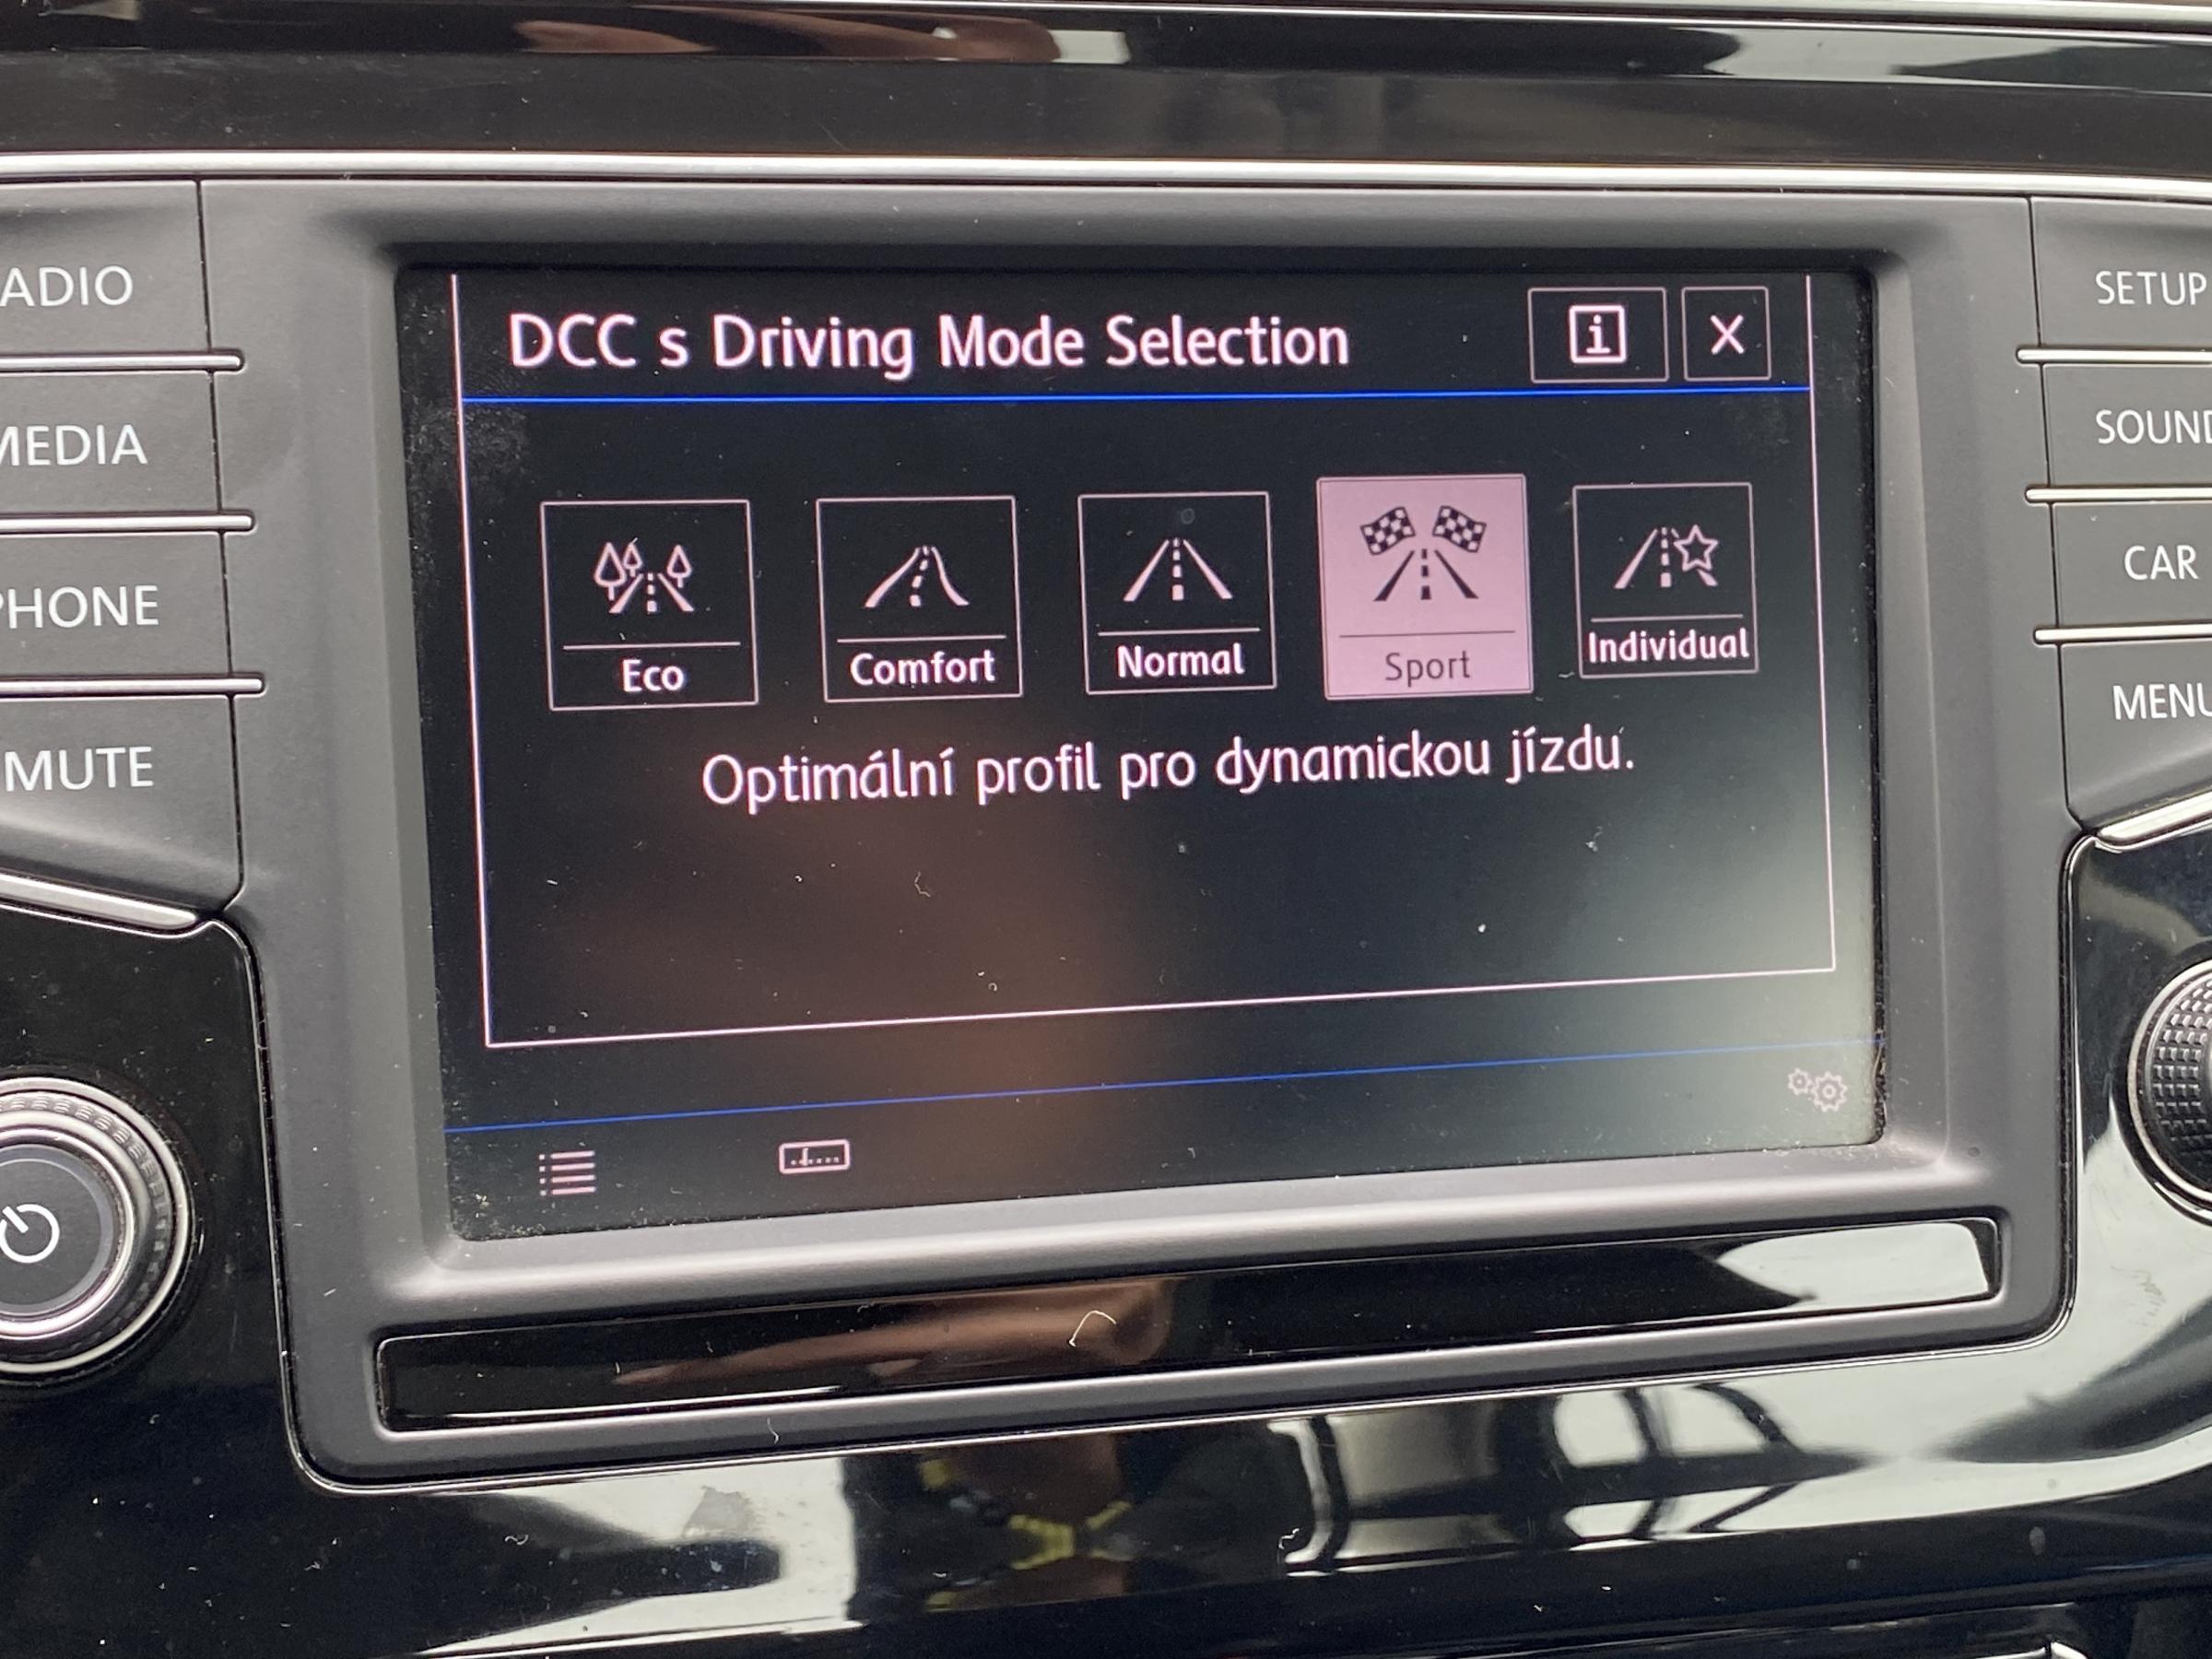 DCC s Driving Mode Selection
i X
Eco Comfort Normal Sport Individual
Optimální profil pro dynamickou jízdu.
ADIO
MEDIA
PHONE
MUTE
SETUP
SOUND
CAR
MENU